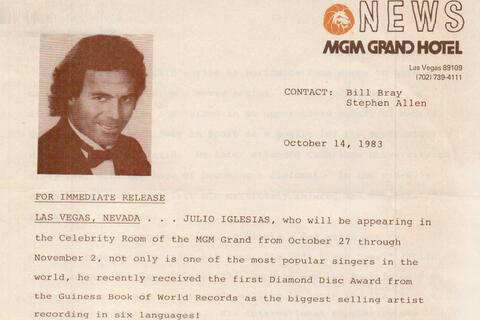 NEWS
MGM GRAND HOTEL
Las Vegas 89109
(702) 739-4111
CONTACT: Bill Bray
Stephen Allen
October 14, 1983
FOR IMMEDIATE RELEASE
LAS VEGAS, NEVADA . . . JULIO IGLESIAS, who will be appearing in
the Celebrity Room of the MGM Grand from October 27 through
November 2, not only is one of the most popular singers in the
world, he recently received the first Diamond Disc Award from
the Guiness Book of World Records as the biggest selling artist
recording in six languages!